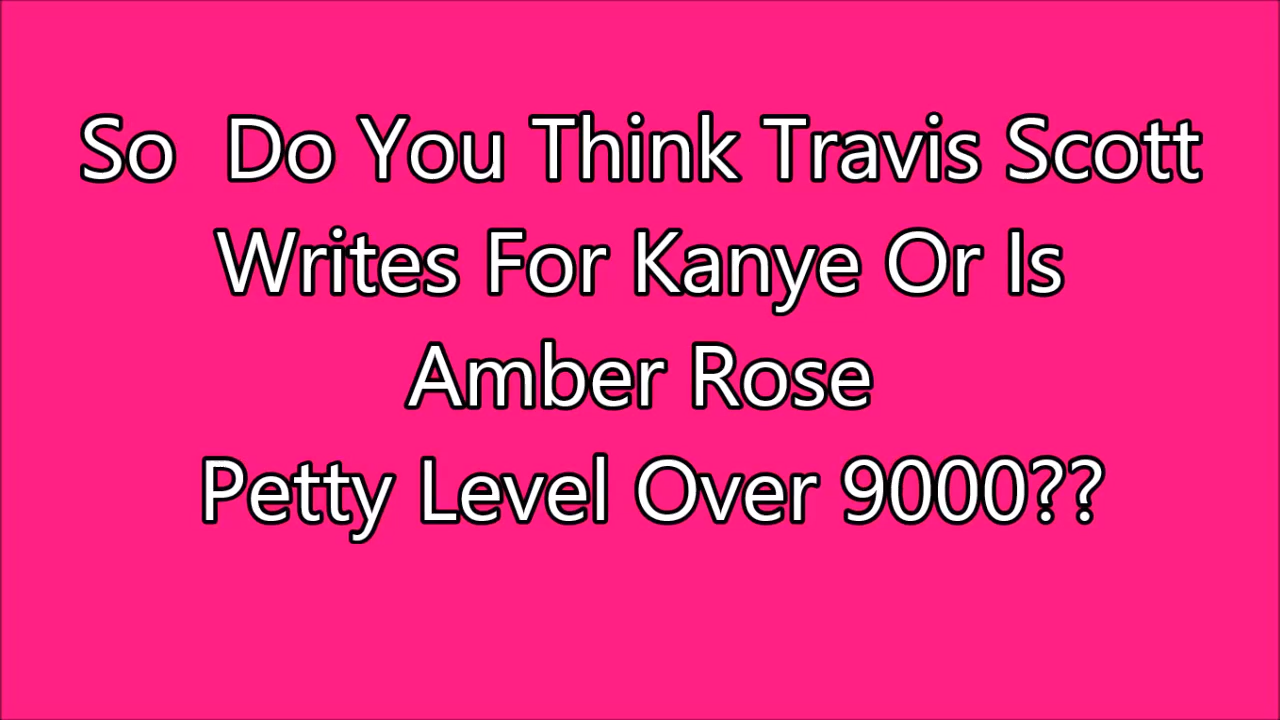 So  Do You Think Travis Scott
Writes For Kanye Or Is
Amber Rose
Petty Level Over 9000??